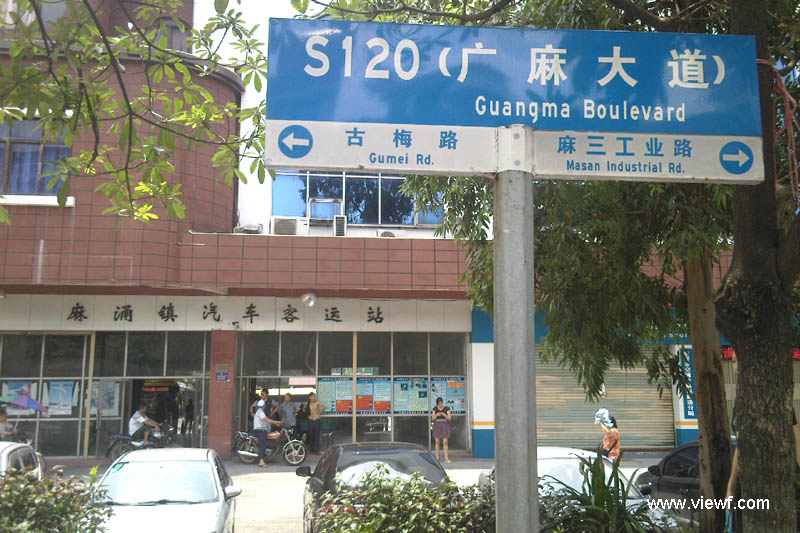 S120(广麻大道)
Guangma Boulevard
古梅路
Gumei Rd.
麻三工业路
Masan Industrial Rd.
麻涌镇汽车客运站
www.viewf.com